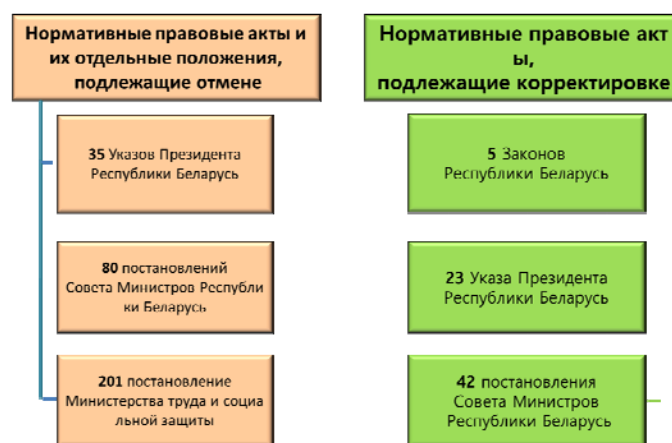 Нормативные правовые акты и
их отдельные положения,
подлежащие отмене
35 Указов Президента
Республики Беларусь
80 постановлений
Совета Министров Республи
ки Беларусь
201 постановление
Министерства труда и социа
льной защиты
Нормативные правовые акт
ы,
подлежащие корректировке
5 Законов
Республики Беларусь
23 Указа Президента
Республики Беларусь
42 постановления
Совета Министров
Республики Беларусь